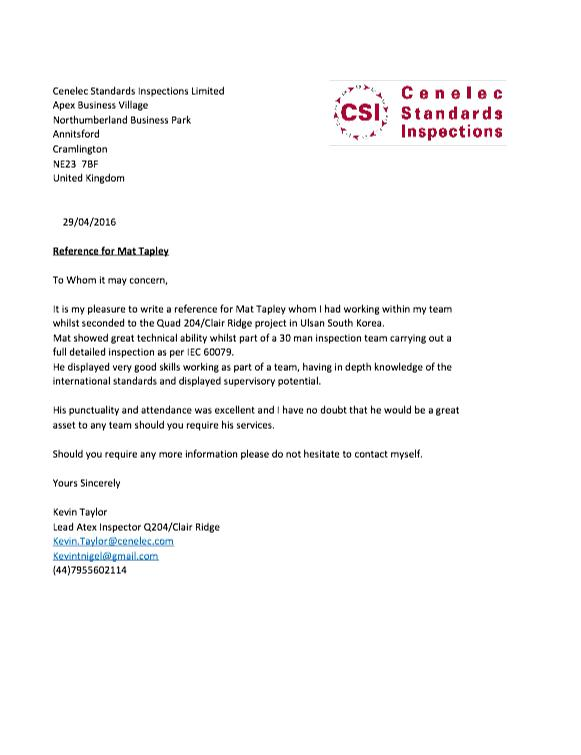 Cenelec Standards Inspections Limited
Apex Business Village
Northumberland Business Park
Annitsford
Cramlington
NE23 7BF
United Kingdom
CSI
Cenelec
Standards
Inspections
29/04/2016
Reference for Mat Tapley
To Whom it may concern,
It is my pleasure to write a reference for Mat Tapley whom I had working within my team
whilst seconded to the Quad 204/Clair Ridge project in Ulsan South Korea.
Mat showed great technical ability whilst part of a 30 man inspection team carrying out a
full detailed inspection as per IEC 60079.
He displayed very good skills working as part of a team, having in depth knowledge of the
international standards and displayed supervisory potential.
His punctuality and attendance was excellent and I have no doubt that he would be a great
asset to any team should you require his services.
Should you require any more information please do not hesitate to contact myself.
Yours Sincerely
Kevin Taylor
Lead Atex Inspector Q204/Clair Ridge
Kevin.Taylor@cenelec.com
Kevintnigel@gmail.com
(44)7955602114